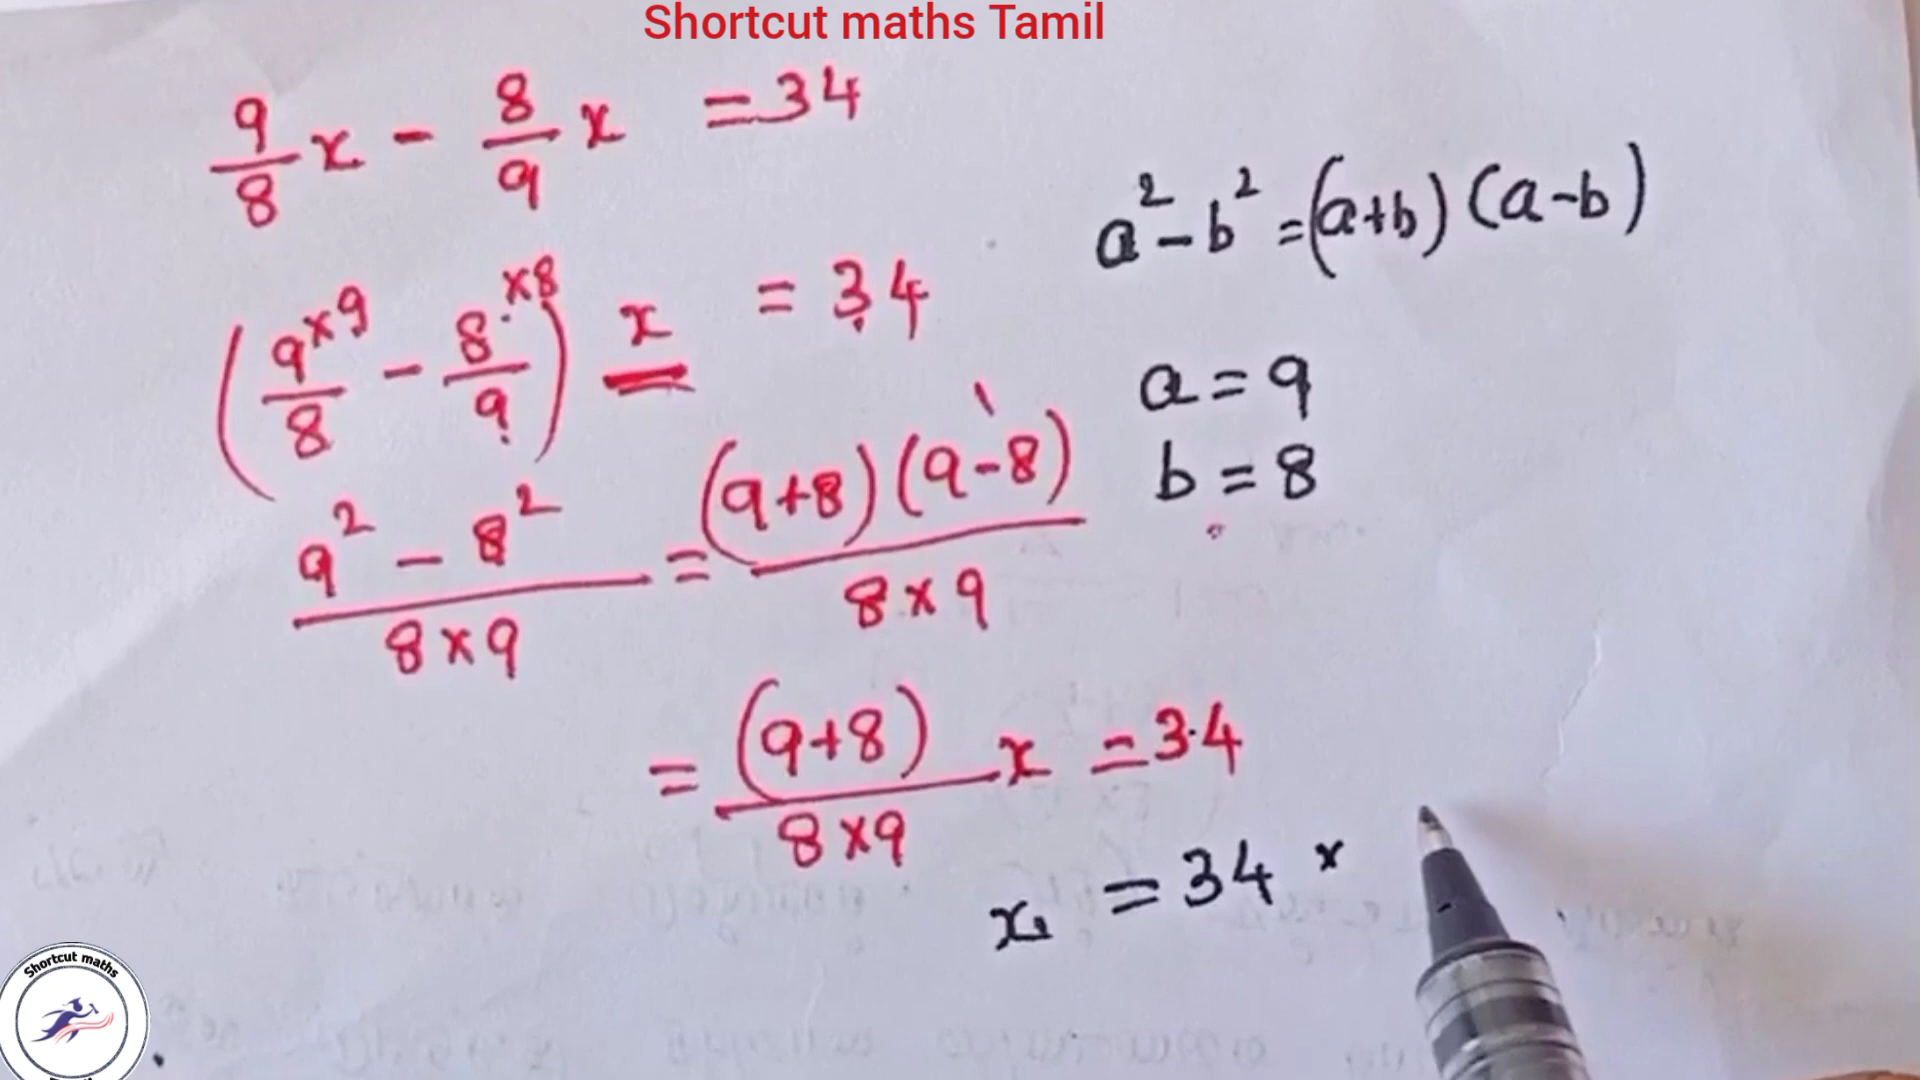 Shortcut maths Tamil
9/8 x - 8/9 x = 34
a² - b² = (a+b) (a-b)
(9×9/8 - 8×8/9) x = 34
a = 9
b = 8
9² - 8² / 8×9 = (9+8) (9-8) / 8×9
= (9+8) / 8×9 x = 34
x = 34 ×
Shortcut maths